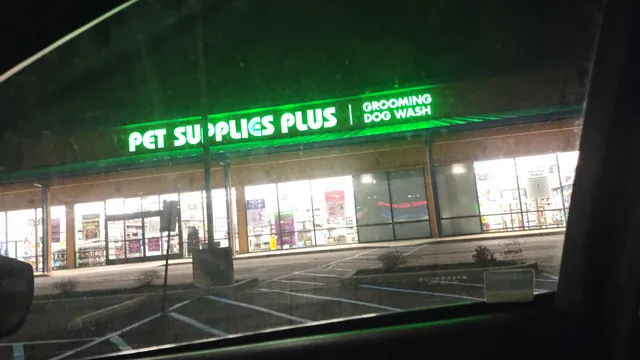 PET SUPPLIES PLUS
GROOMING
DOG WASH